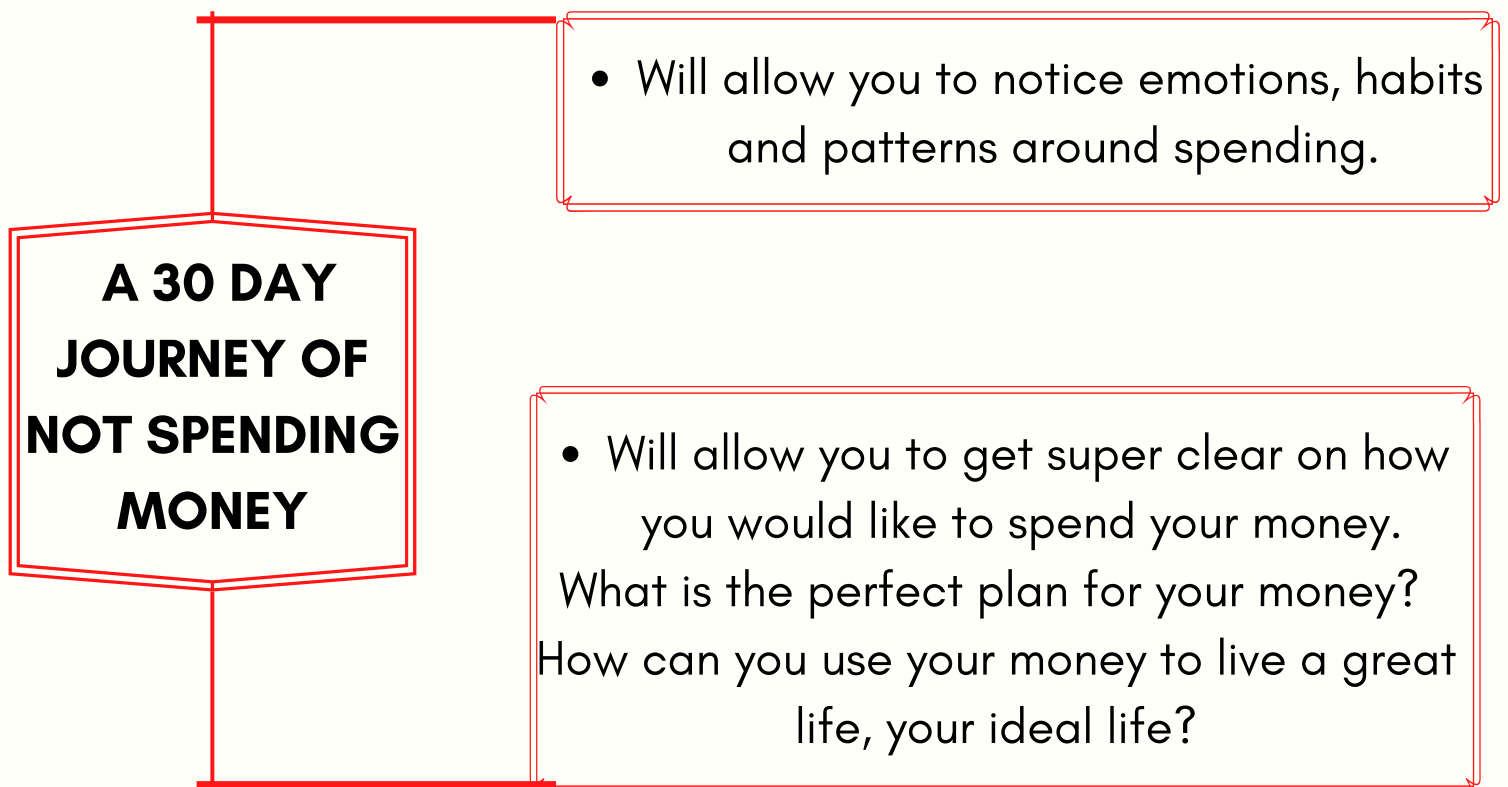 A 30 DAY
JOURNEY OF
NOT SPENDING
MONEY
• Will allow you to notice emotions, habits
and patterns around spending.
• Will allow you to get super clear on how
you would like to spend your money.
What is the perfect plan for your money?
How can you use your money to live a great
life, your ideal life?